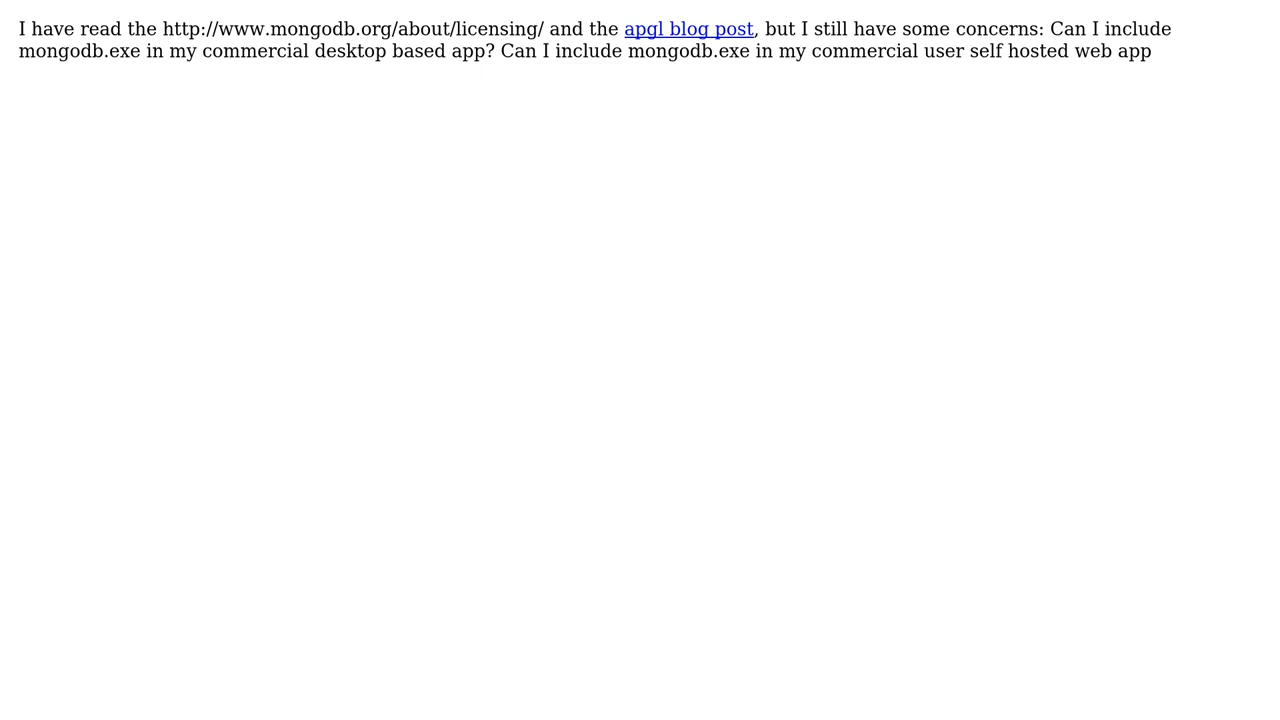 I have read the http://www.mongodb.org/about/licensing/ and the apgl blog post, but I still have some concerns: Can I include
mongodb.exe in my commercial desktop based app? Can I include mongodb.exe in my commercial user self hosted web app